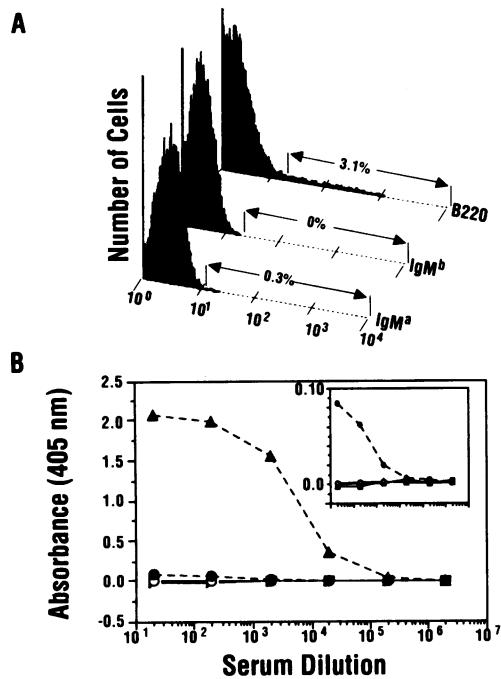 A
Number of Cells
3.1%
B220
0%
IgMᵇ
0.3%
IgMᵃ
10⁰ 10¹ 10² 10³ 10⁴
B
Absorbance (405 nm)
2.5
2.0
1.5
1.0
0.5
0.0
-0.5
0.10
0.0
10¹ 10² 10³ 10⁴ 10⁵ 10⁶ 10⁷
Serum Dilution